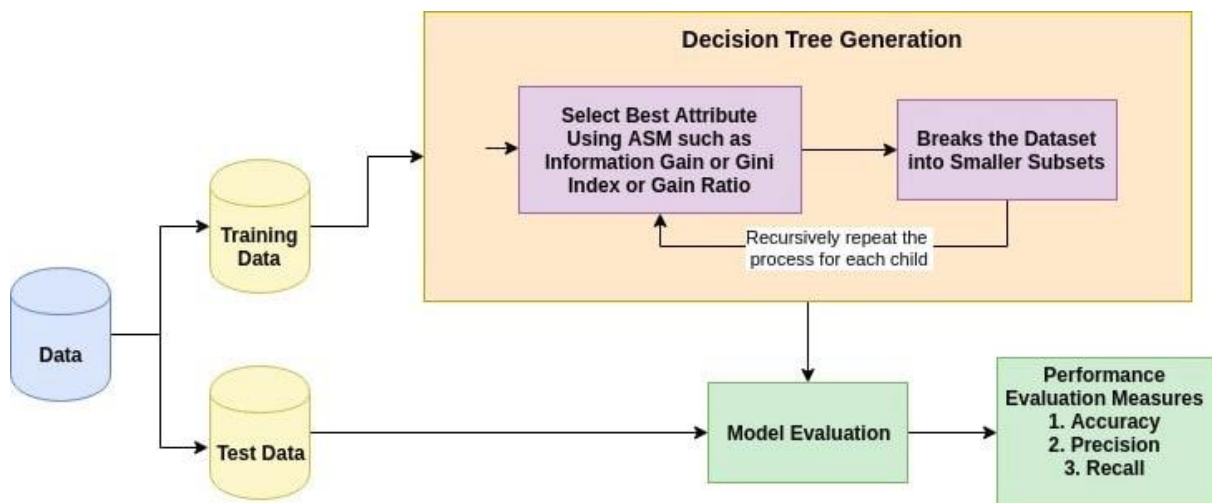 Decision Tree Generation
Select Best Attribute
Using ASM such as
Information Gain or Gini
Index or Gain Ratio
Breaks the Dataset
into Smaller Subsets
Recursively repeat the
process for each child
Training
Data
Data
Test Data
Model Evaluation
Performance
Evaluation Measures
1. Accuracy
2. Precision
3. Recall